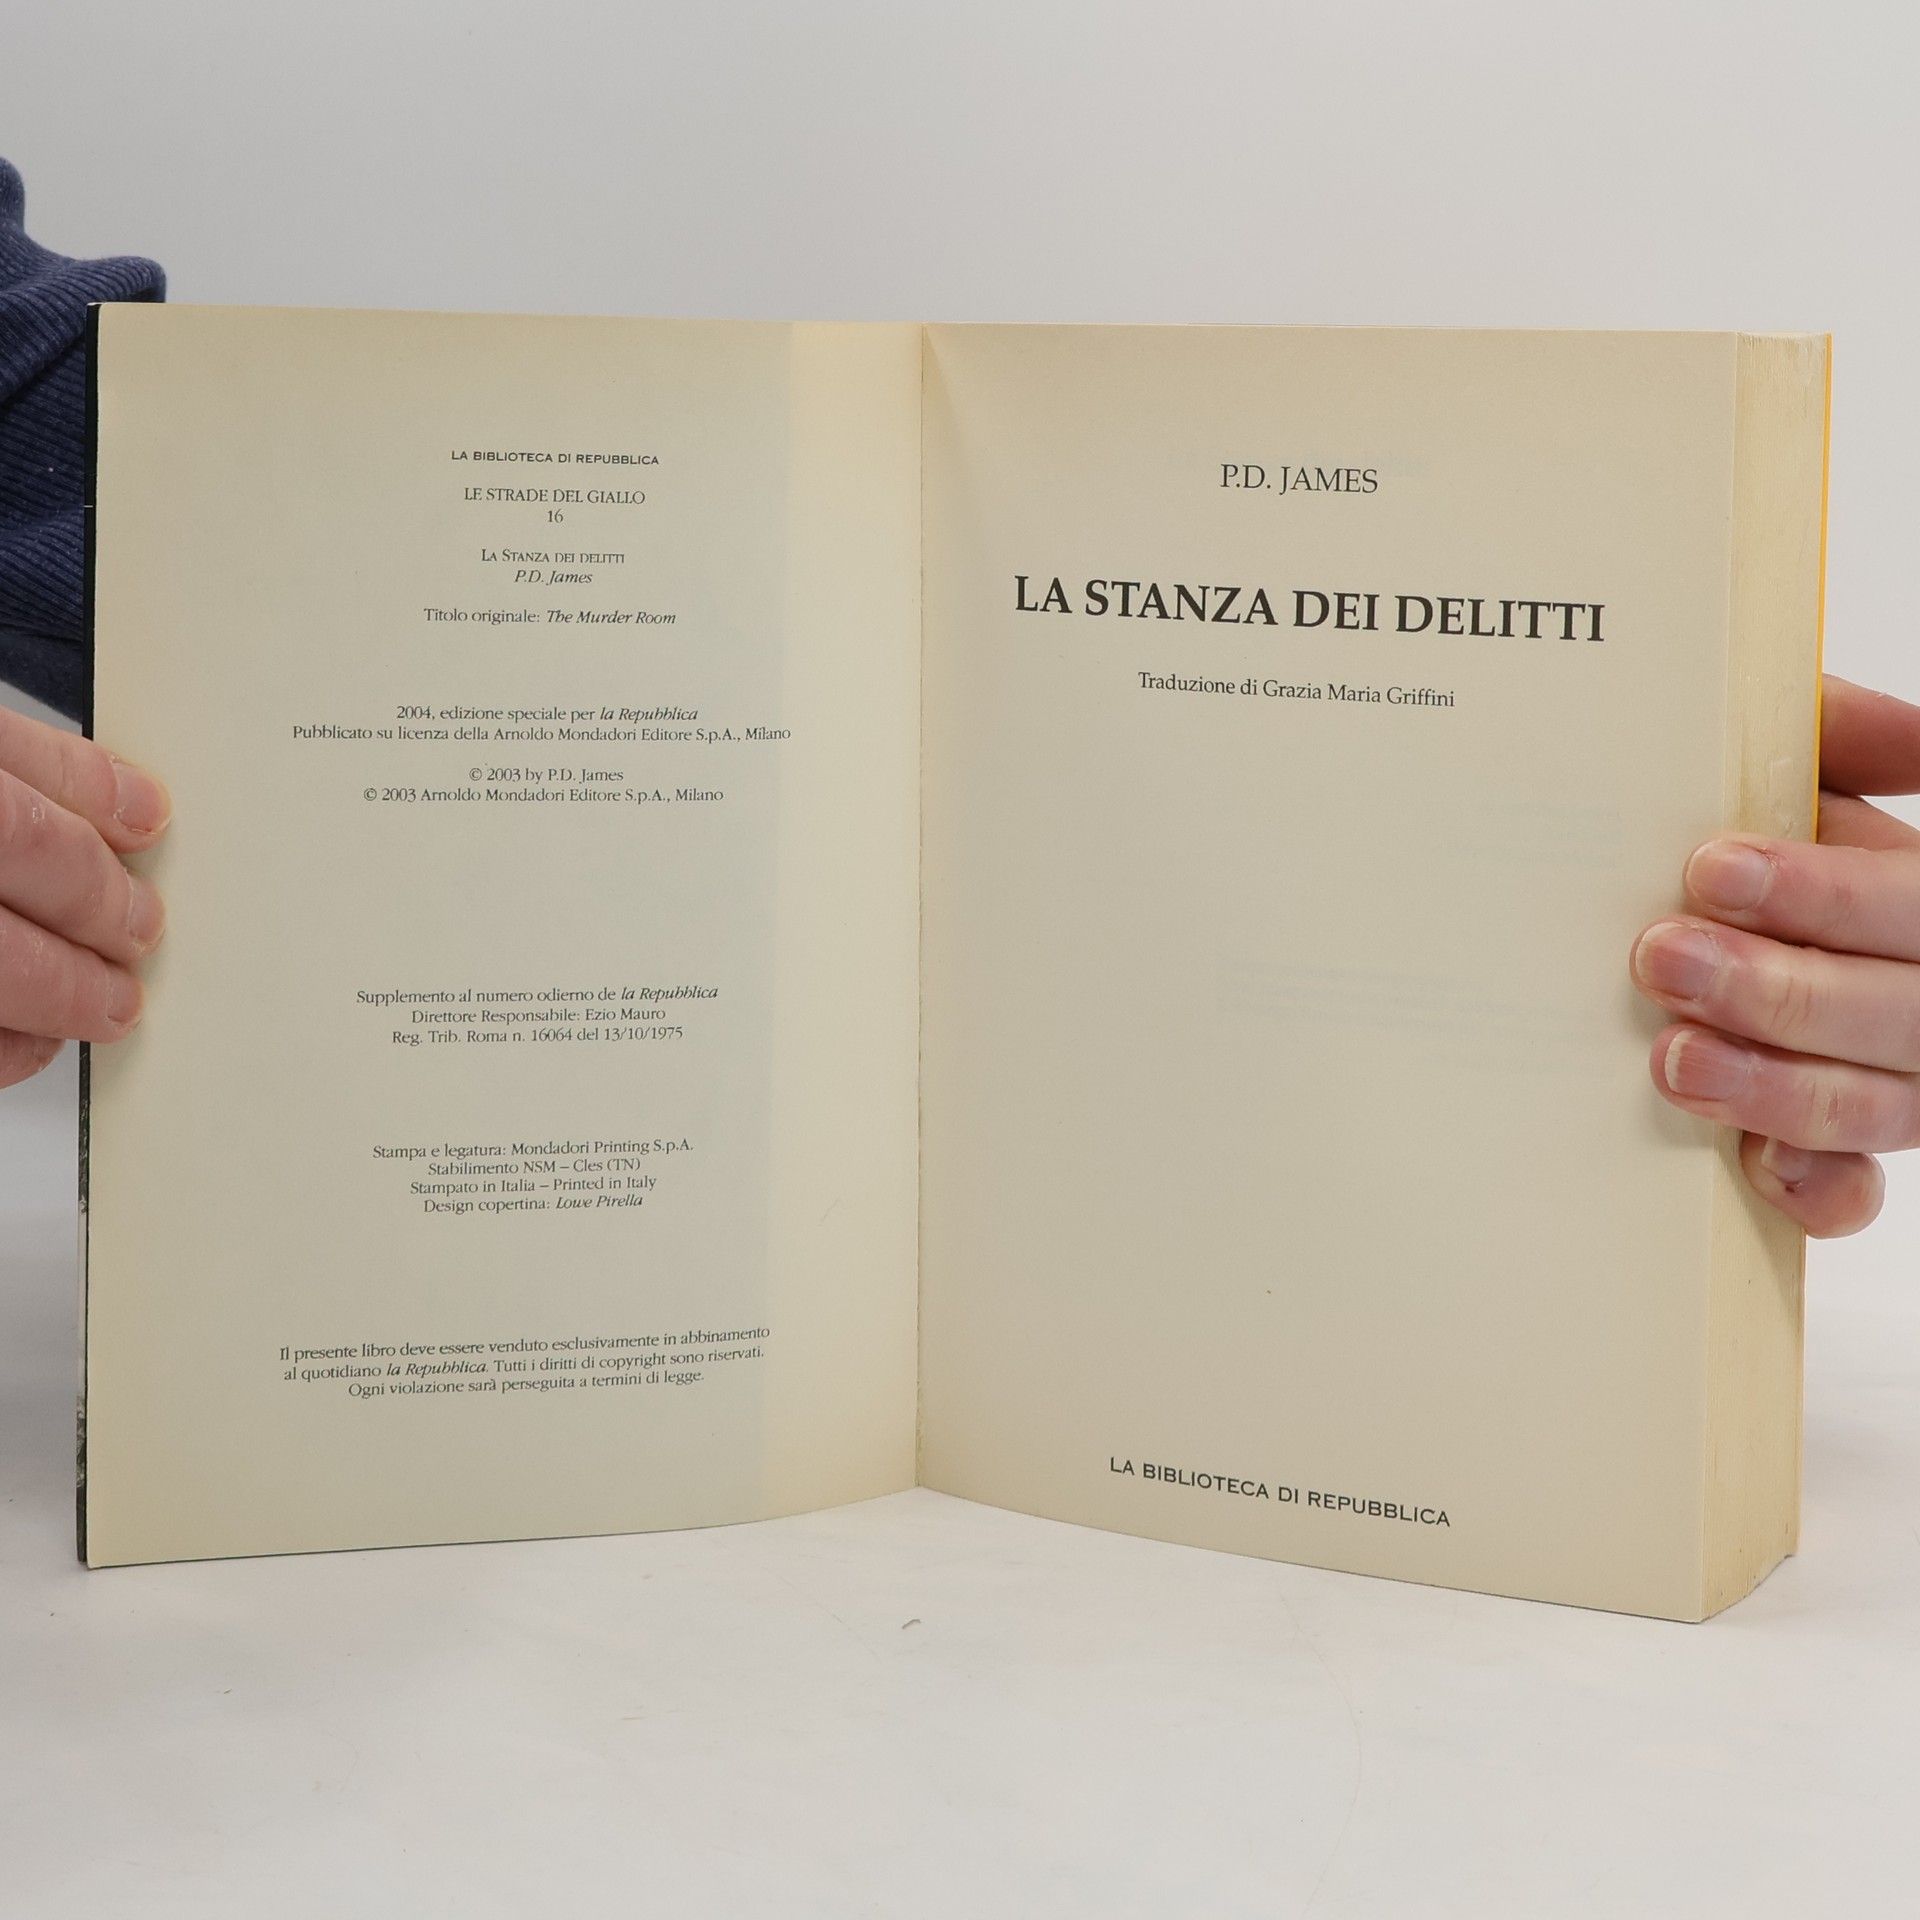 LA BIBLIOTECA DI REPUBBLICA
LE STRADE DEL GIALLO
16
LA STANZA DEI DELITTI
P.D. James
Titolo originale: The Murder Room
2004, edizione speciale per la Repubblica
Pubblicato su licenza della Arnoldo Mondadori Editore S.p.A., Milano
© 2003 by P.D. James
© 2003 Arnoldo Mondadori Editore S.p.A., Milano
Supplemento al numero odierno de la Repubblica
Direttore Responsabile: Ezio Mauro
Reg. Trib. Roma n. 16064 del 13/10/1975
Stampa e legatura: Mondadori Printing S.p.A.
Stabilimento NSM – Cles (TN)
Stampato in Italia – Printed in Italy
Design copertina: Lowe Pirella
Il presente libro deve essere venduto esclusivamente in abbinamento
al quotidiano la Repubblica. Tutti i diritti di copyright sono riservati.
Ogni violazione sarà perseguita a termini di legge.
P.D. JAMES
LA STANZA DEI DELITTI
Traduzione di Grazia Maria Griffini
LA BIBLIOTECA DI REPUBBLICA